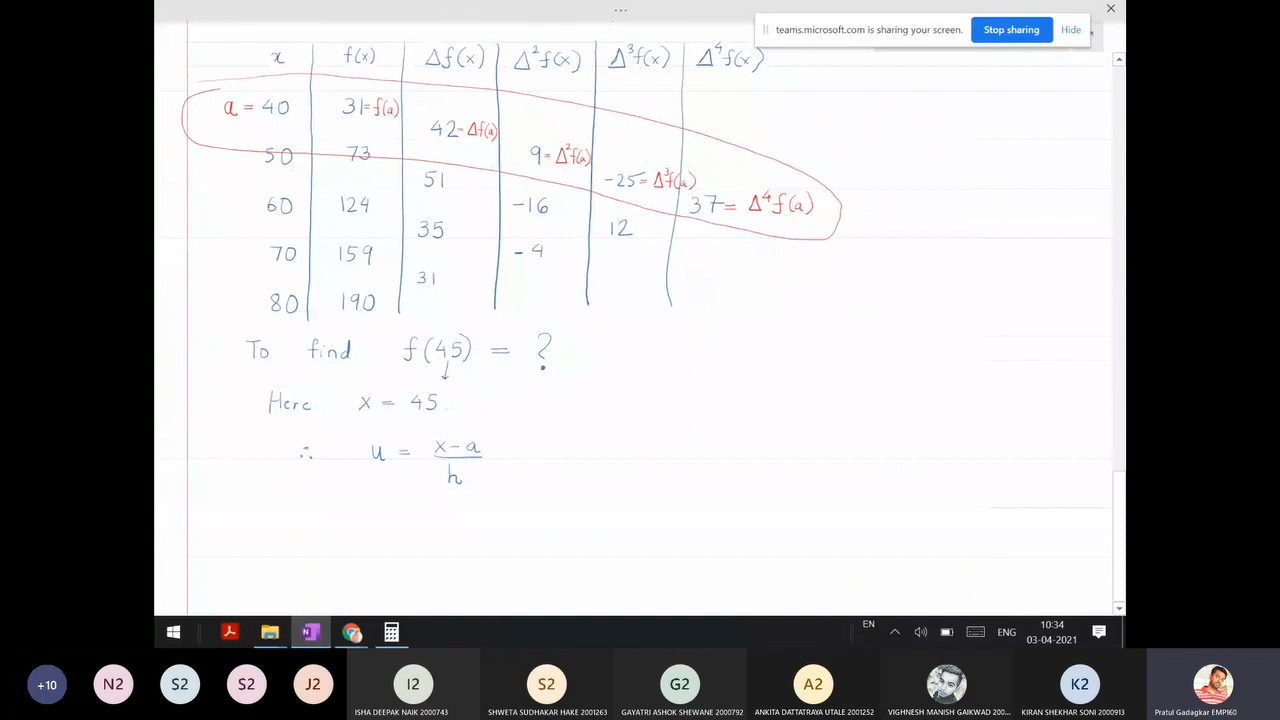 teams.microsoft.com is sharing your screen. Stop sharing Hide
x f(x) Δf(x) Δ²f(x) Δ³f(x) Δ⁴f(x)
a = 40 31 = f(a)
42 = Δf(a)
50 73 9 = Δ²f(a)
51 -25 = Δ³f(a)
60 124 -16 37 = Δ⁴f(a)
35 12
70 159 - 4
31
80 190
To find f(45) = ?
Here x = 45
∴ u = x-a
h
EN
ENG
10:34
03-04-2021
+10 N2 S2 S2 J2 I2 S2 G2 A2 K2
ISHA DEEPAK NAIK 2000743 SHWETA SUDHAKAR HAKE 2001263 GAYATRI ASHOK SHEWANE 2000792 ANKITA DATTATRAYA UTALE 2001252 VIGHNESH MANISH GAIKWAD 200... KIRAN SHEKHAR SONI 2000913 Pratul Gadagkar EMP160